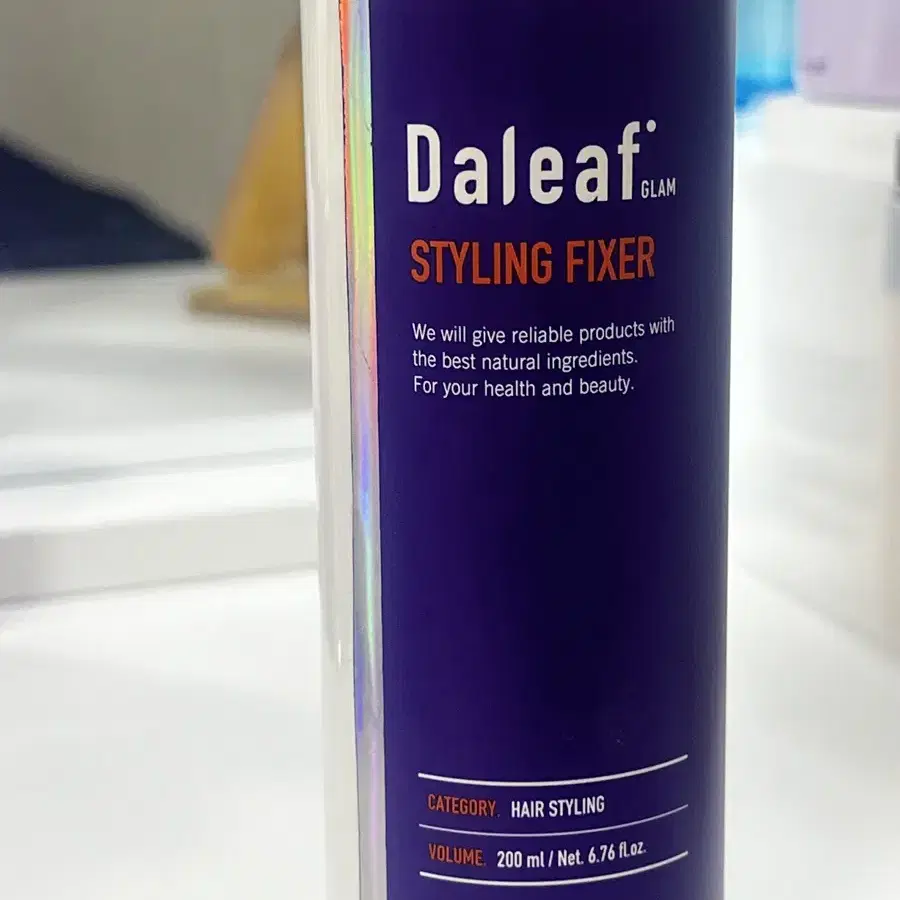 Daleaf
GLAM
STYLING FIXER
We will give reliable products with
the best natural ingredients.
For your health and beauty.
CATEGORY. HAIR STYLING
VOLUME. 200 ml / Net. 6.76 fl.oz.